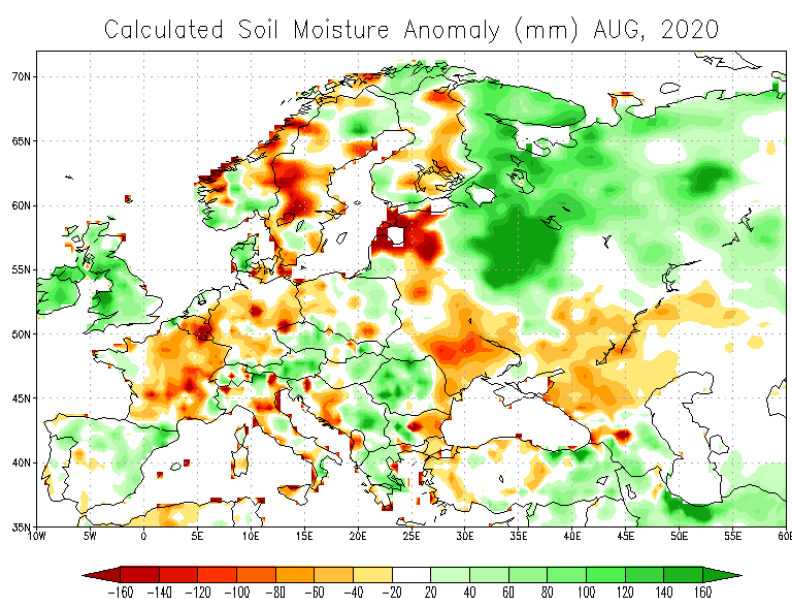 Calculated Soil Moisture Anomaly (mm) AUG, 2020
70N
65N
60N
55N
50N
45N
40N
35N
10W 5W 0 5E 10E 15E 20E 25E 30E 35E 40E 45E 50E 55E 60E
-160 -140 -120 -100 -80 -60 -40 -20 20 40 60 80 100 120 140 160